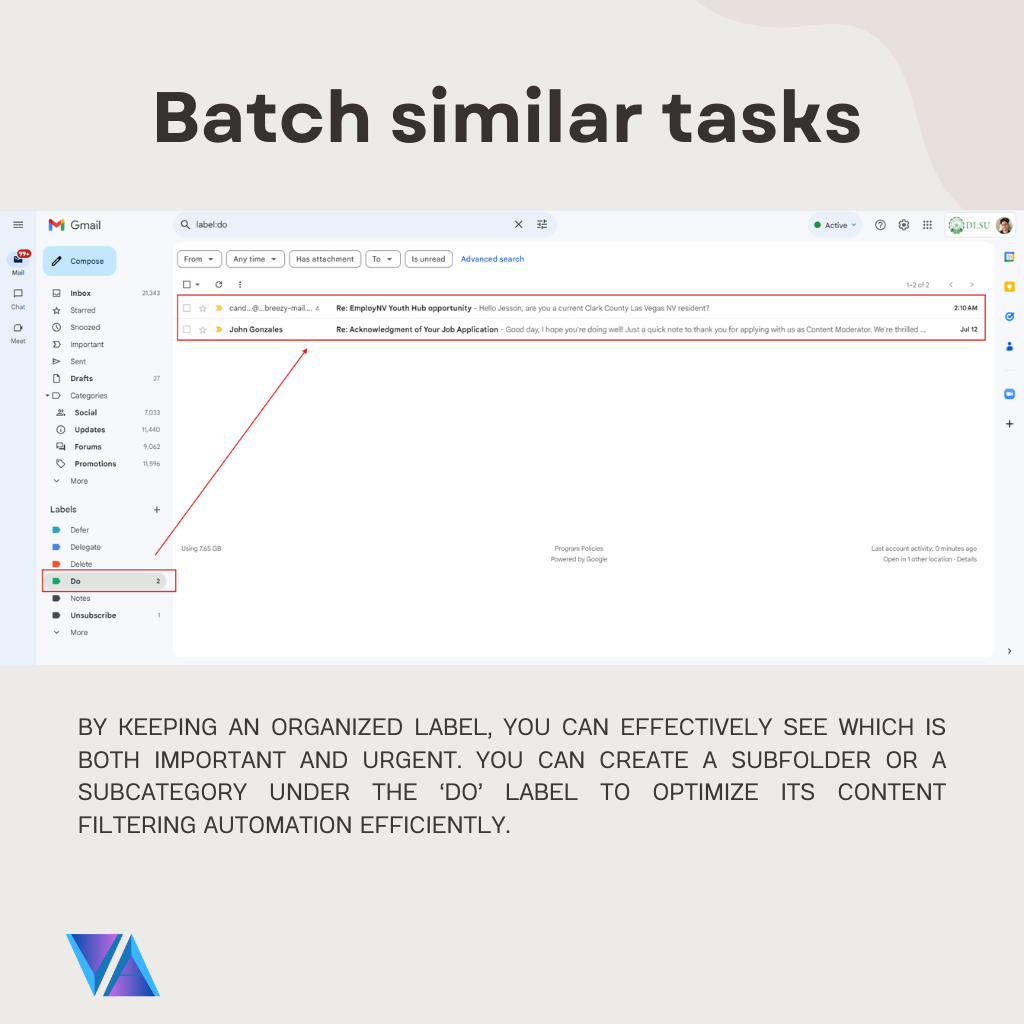 Batch similar tasks
Gmail
label:do
Active
DLSU
99+
Mail
Chat
Meet
Compose
Inbox 21,343
Starred
Snoozed
Important
Sent
Drafts 27
Categories
Social 7,033
Updates 11,440
Forums 9,062
Promotions 11,596
More
Labels
Defer
Delegate
Delete
Do 2
Notes
Unsubscribe 1
More
From Any time Has attachment To Is unread Advanced search
1–2 of 2
cand...@...breezy-mail.... 4 Re: EmployNV Youth Hub opportunity - Hello Jesson, are you a current Clark County Las Vegas NV resident? 2:10 AM
John Gonzales Re: Acknowledgment of Your Job Application - Good day, I hope you're doing well! Just a quick note to thank you for applying with us as Content Moderator. We're thrilled ... Jul 12
Using 7.65 GB
Program Policies
Powered by Google
Last account activity: 0 minutes ago
Open in 1 other location · Details
BY KEEPING AN ORGANIZED LABEL, YOU CAN EFFECTIVELY SEE WHICH IS
BOTH IMPORTANT AND URGENT. YOU CAN CREATE A SUBFOLDER OR A
SUBCATEGORY UNDER THE ‘DO’ LABEL TO OPTIMIZE ITS CONTENT
FILTERING AUTOMATION EFFICIENTLY.
VA